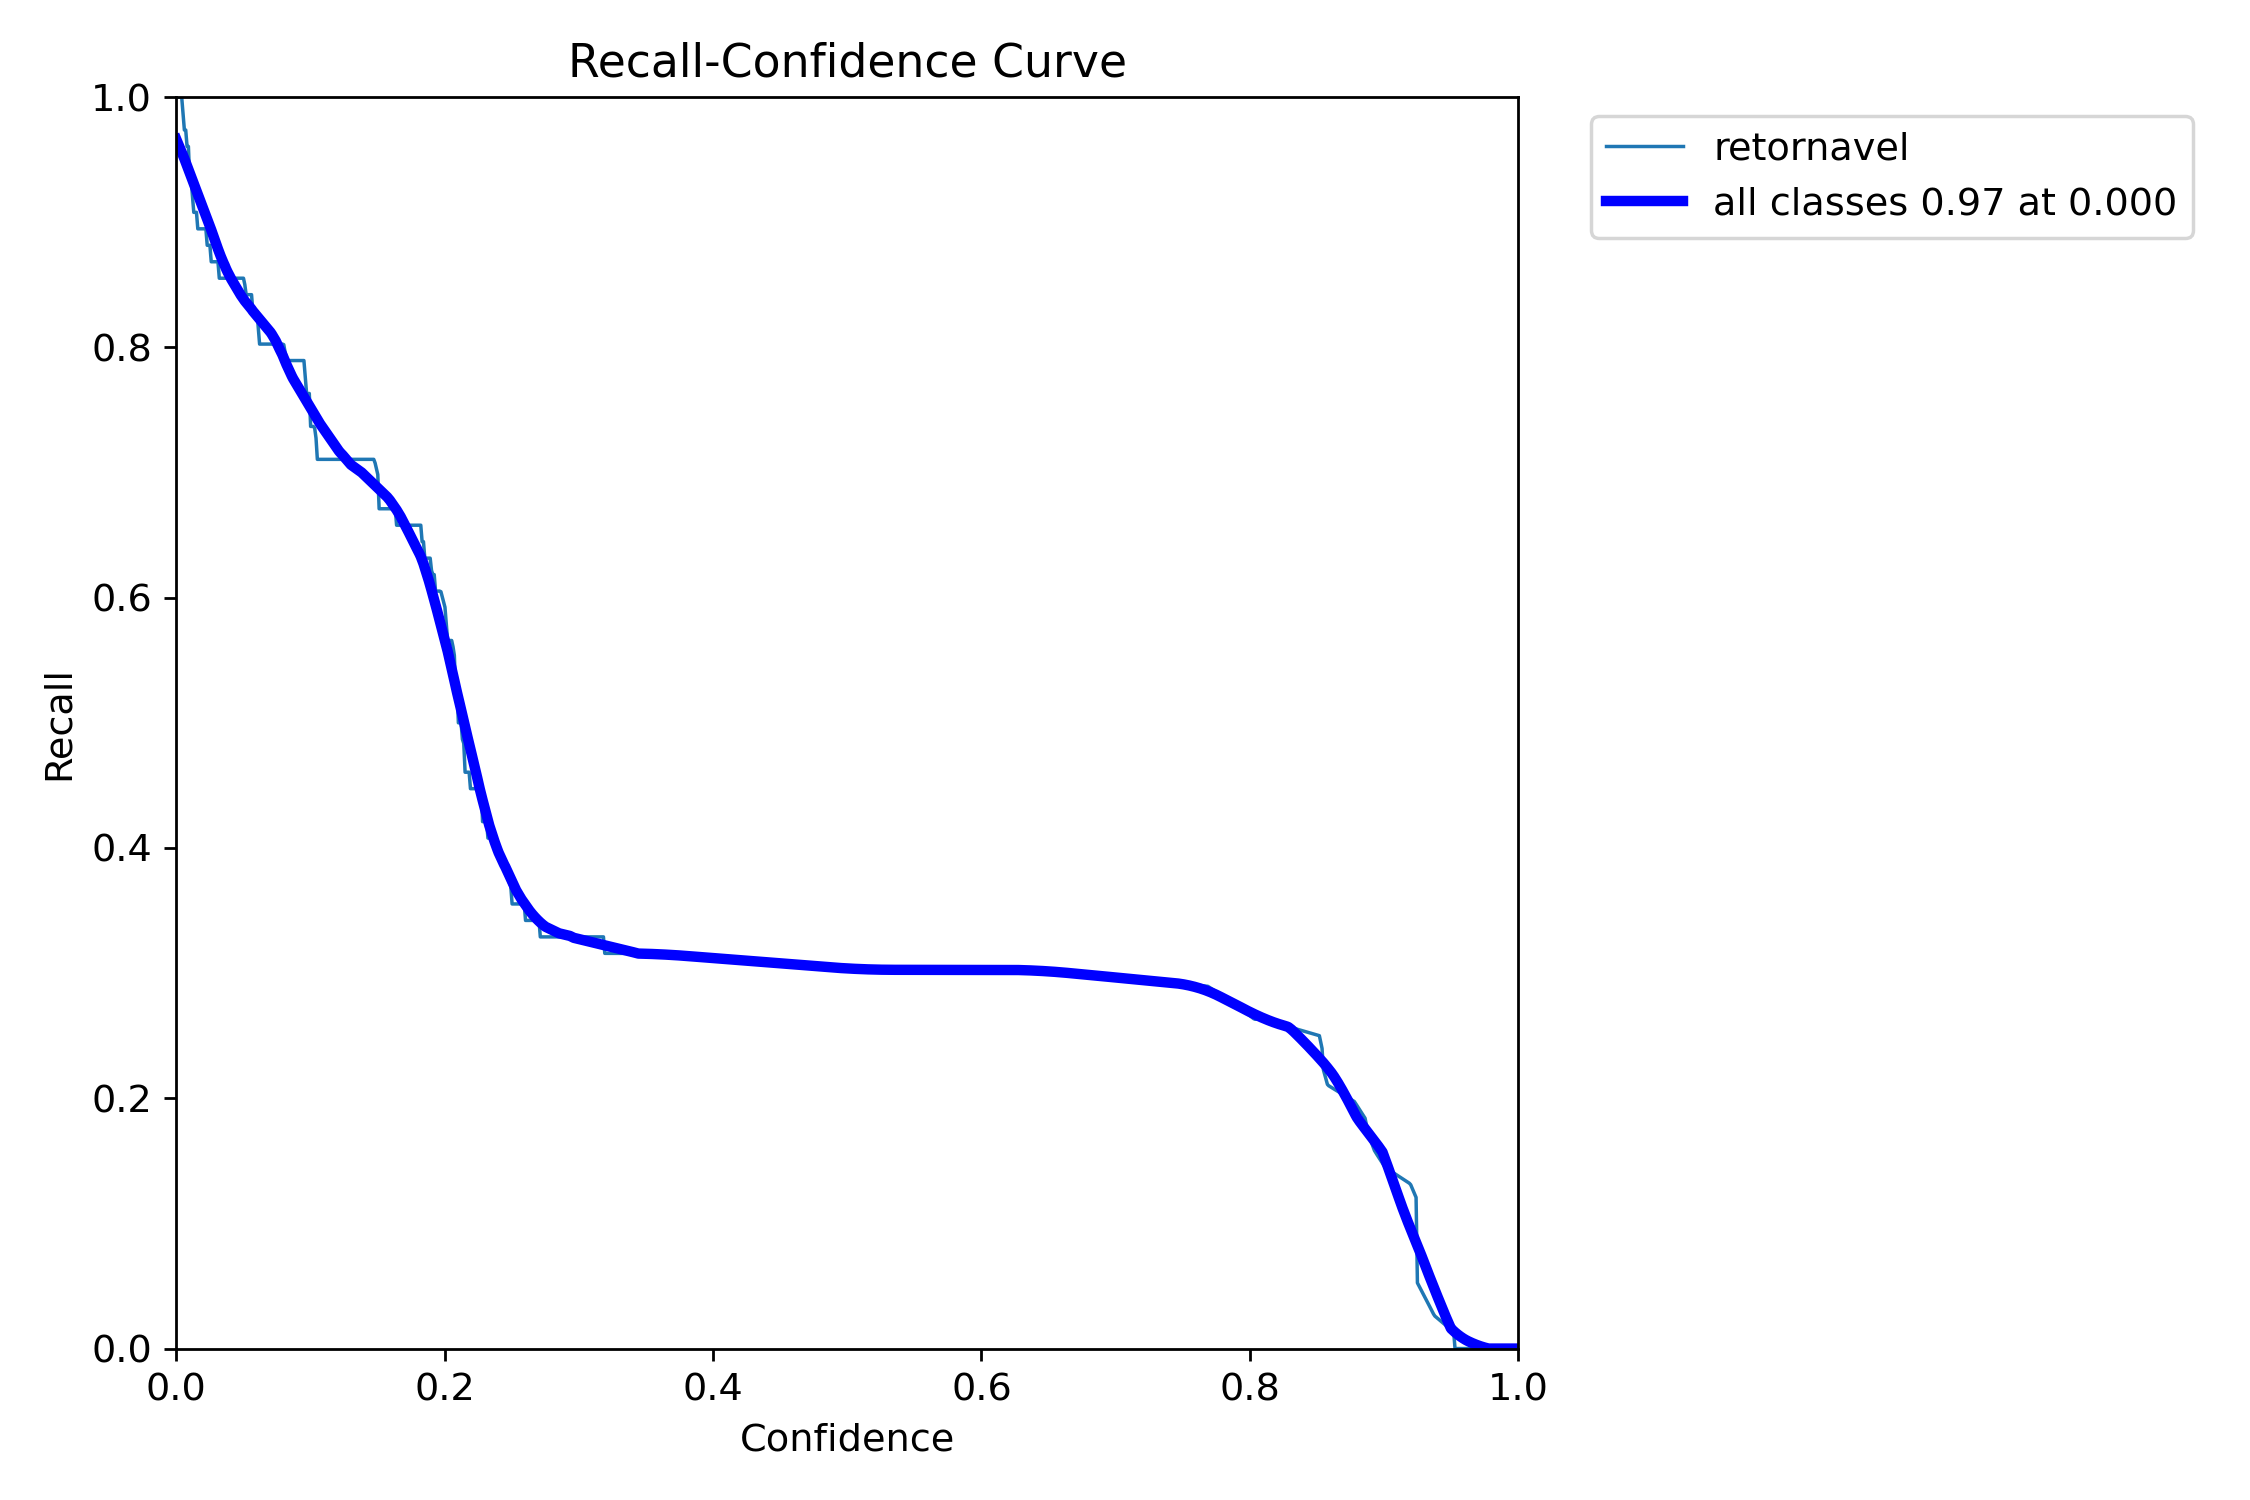 Recall-Confidence Curve
retornavel
all classes 0.97 at 0.000
1.0
0.8
0.6
0.4
0.2
0.0
Recall
0.0 0.2 0.4 0.6 0.8 1.0
Confidence